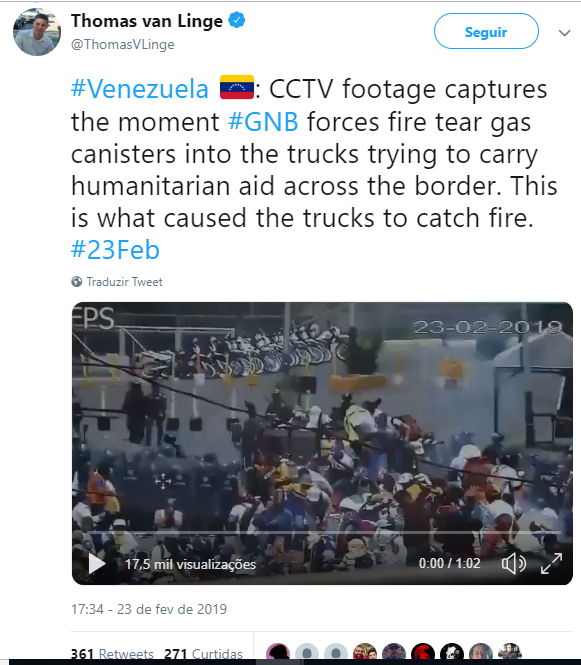 Thomas van Linge
@ThomasVLinge
Seguir
#Venezuela 🇻🇪: CCTV footage captures
the moment #GNB forces fire tear gas
canisters into the trucks trying to carry
humanitarian aid across the border. This
is what caused the trucks to catch fire.
#23Feb
Traduzir Tweet
FPS
23-02-2019
17,5 mil visualizações
0:00 / 1:02
17:34 - 23 de fev de 2019
361 Retweets 271 Curtidas